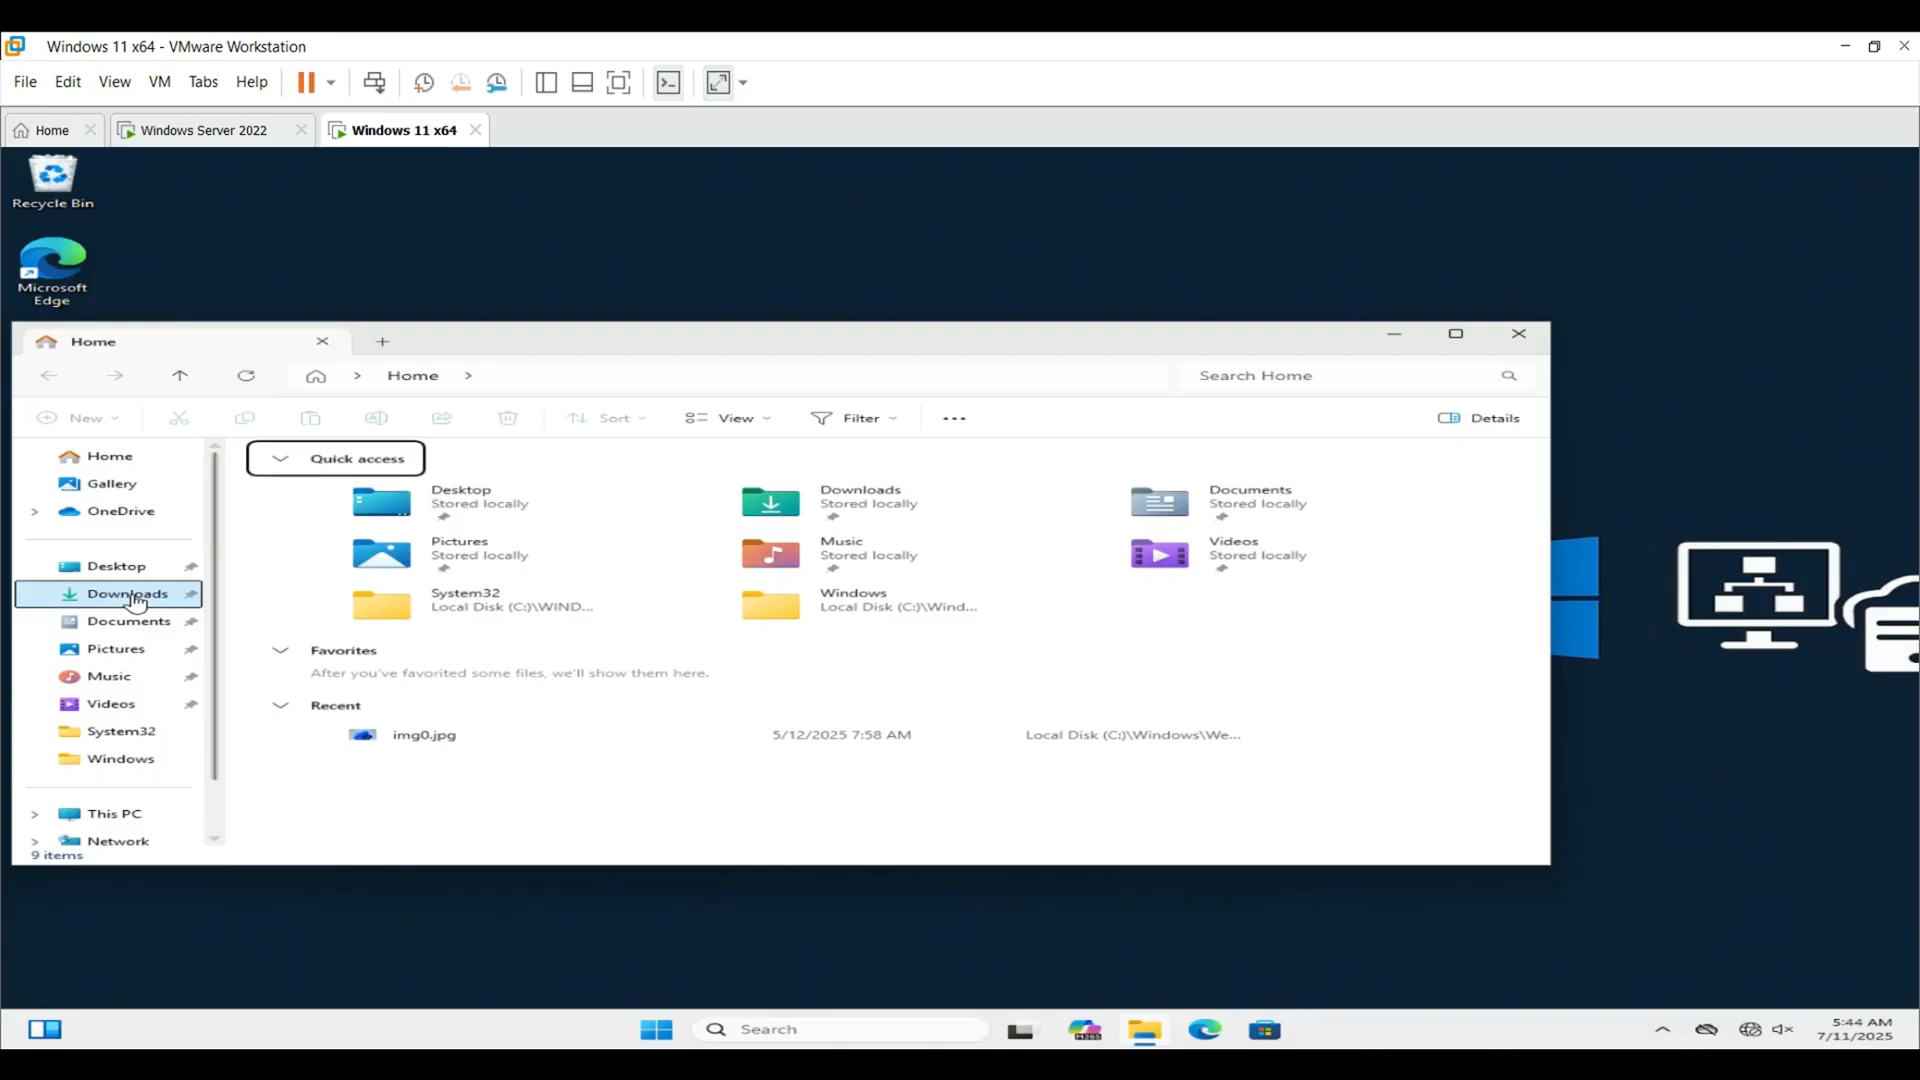 Windows 11 x64 - VMware Workstation
File Edit View VM Tabs Help
Home Windows Server 2022 Windows 11 x64
Recycle Bin
Microsoft
Edge
Home
Home
Search Home
New Sort View Filter Details
Home
Gallery
OneDrive
Desktop
Downloads
Documents
Pictures
Music
Videos
System32
Windows
This PC
Network
9 items
Quick access
Desktop
Stored locally
Downloads
Stored locally
Documents
Stored locally
Pictures
Stored locally
Music
Stored locally
Videos
Stored locally
System32
Local Disk (C:)\WIND...
Windows
Local Disk (C:)\Wind...
Favorites
After you've favorited some files, we'll show them here.
Recent
img0.jpg 5/12/2025 7:58 AM Local Disk (C:)\Windows\We...
Search
M365
5:44 AM
7/11/2025